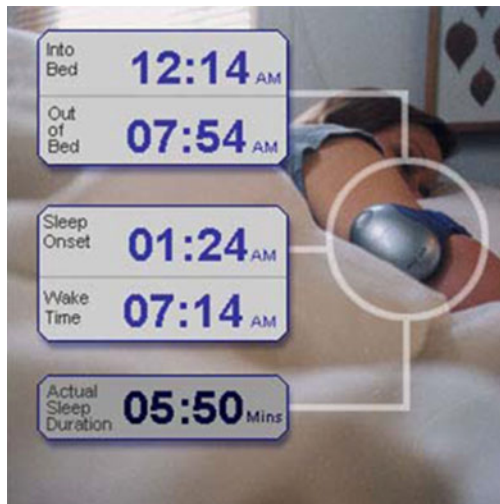 Into
Bed
12:14 AM
Out
of
Bed
07:54 AM
Sleep
Onset
01:24 AM
Wake
Time
07:14 AM
Actual
Sleep
Duration
05:50 Mins